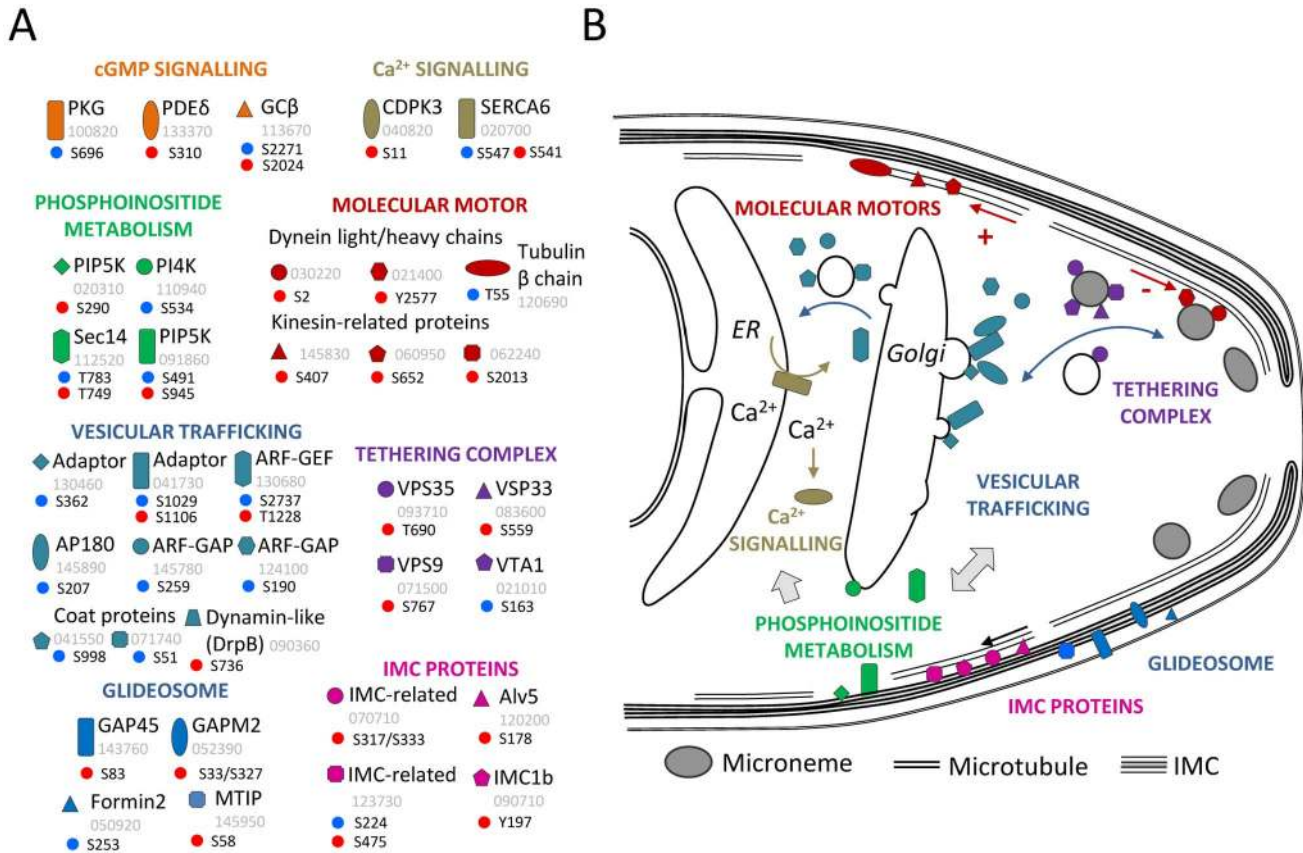 A
cGMP SIGNALLING
PKG
100820
S696
PDEδ
133370
S310
GCβ
113670
S2271
S2024
Ca²⁺ SIGNALLING
CDPK3
040820
S11
SERCA6
020700
S547 S541
PHOSPHOINOSITIDE
METABOLISM
PIP5K
020310
S290
PI4K
110940
S534
Sec14
112520
T783
T749
PIP5K
091860
S491
S945
MOLECULAR MOTOR
Dynein light/heavy chains
030220
S2
021400
Y2577
Tubulin
β chain
120690
T55
Kinesin-related proteins
145830
S407
060950
S652
062240
S2013
VESICULAR TRAFFICKING
Adaptor
130460
S362
Adaptor
041730
S1029
S1106
ARF-GEF
130680
S2737
T1228
AP180
145890
S207
ARF-GAP
145780
S259
ARF-GAP
124100
S190
Coat proteins
041550
S998
071740
S51
Dynamin-like
(DrpB) 090360
S736
TETHERING COMPLEX
VPS35
093710
T690
VSP33
083600
S559
VPS9
071500
S767
VTA1
021010
S163
GLIDEOSOME
GAP45
143760
S83
GAPM2
052390
S33/S327
Formin2
050920
S253
MTIP
145950
S58
IMC PROTEINS
IMC-related
070710
S317/S333
Alv5
120200
S178
IMC-related
123730
S224
S475
IMC1b
090710
Y197
B
MOLECULAR MOTORS
+
-
ER
Golgi
Ca²⁺
Ca²⁺
Ca²⁺
SIGNALLING
TETHERING
COMPLEX
VESICULAR
TRAFFICKING
PHOSPHOINOSITIDE
METABOLISM
GLIDEOSOME
IMC PROTEINS
Microneme
Microtubule
IMC